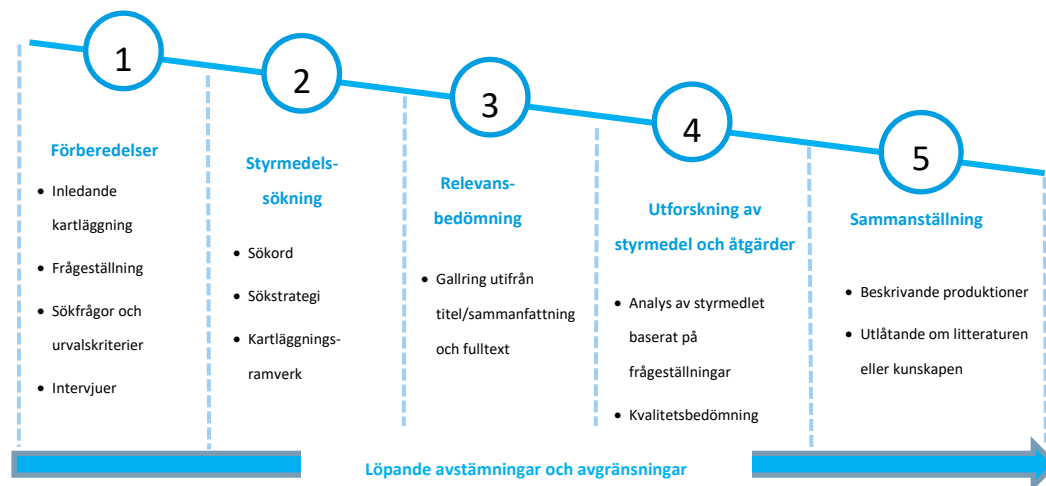 1
Förberedelser
• Inledande
kartläggning
• Frågeställning
• Sökfrågor och
urvalskriterier
• Intervjuer
2
Styrmedels-
sökning
• Sökord
• Sökstrategi
• Kartläggnings-
ramverk
3
Relevans-
bedömning
• Gallring utifrån
titel/sammanfattning
och fulltext
4
Utforskning av
styrmedel och åtgärder
• Analys av styrmedlet
baserat på
frågeställningar
• Kvalitetsbedömning
5
Sammanställning
• Beskrivande produktioner
• Utlåtande om litteraturen
eller kunskapen
Löpande avstämningar och avgränsningar